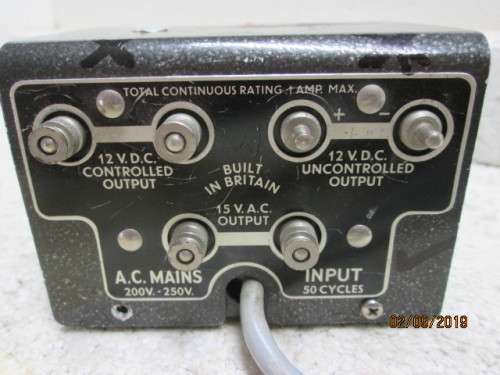 TOTAL CONTINUOUS RATING 1 AMP. MAX.
+ −
12 V. D.C.
CONTROLLED
OUTPUT
12 V. D.C.
UNCONTROLLED
OUTPUT
BUILT
IN BRITAIN
15 V. A.C.
OUTPUT
A.C. MAINS
200V. - 250V.
INPUT
50 CYCLES
02/09/2019